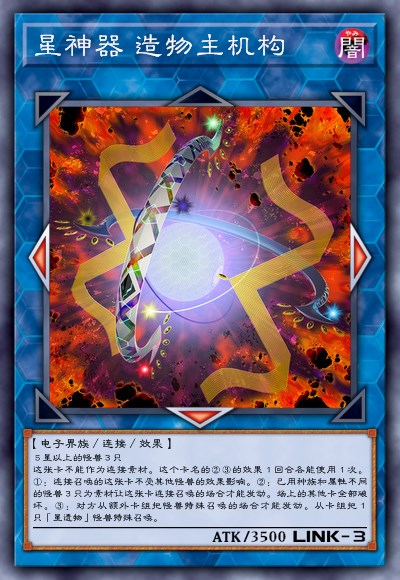 星神器 造物主机构
やみ
闇
【电子界族／连接／效果】
５星以上的怪兽３只
这张卡不能作为连接素材。这个卡名的②③的效果１回合各能使用１次。
①：连接召唤的这张卡不受其他怪兽的效果影响。②：已用种族和属性不同
的怪兽３只为素材让这张卡连接召唤的场合才能发动。场上的其他卡全部破
坏。③：对方从额外卡组把怪兽特殊召唤的场合才能发动。从卡组把１
只「星遗物」怪兽特殊召唤。
ATK/3500 LINK-3